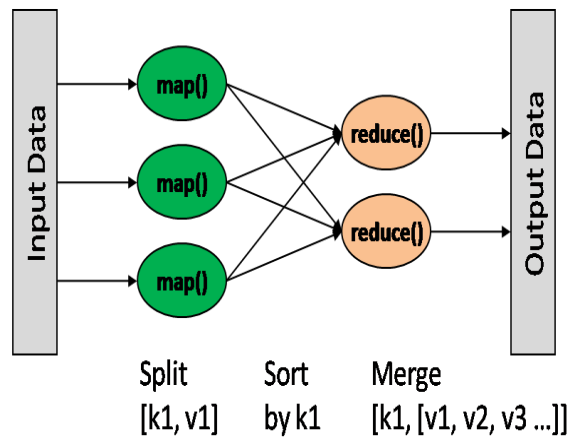 Input Data
map()
map()
map()
reduce()
reduce()
Output Data
Split
[k1, v1]
Sort
by k1
Merge
[k1, [v1, v2, v3 ...]]